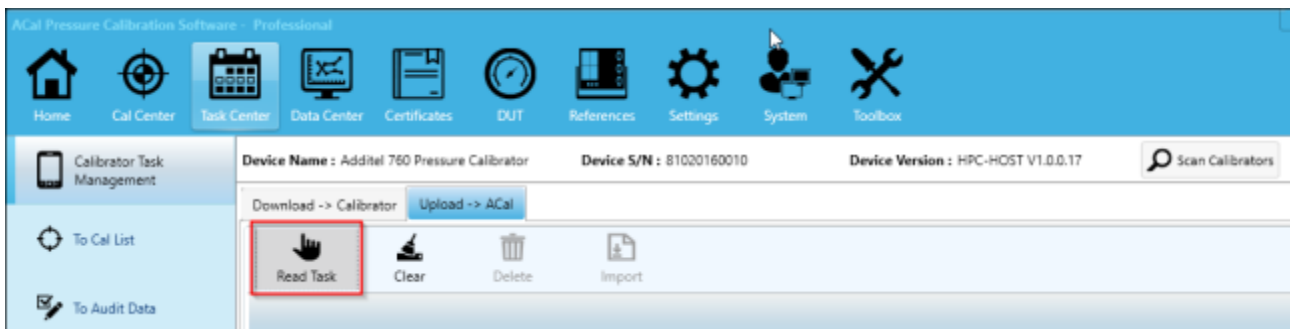 ACal Pressure Calibration Software - Professional
Home
Cal Center
Task Center
Data Center
Certificates
DUT
References
Settings
System
Toolbox
Calibrator Task
Management
Device Name : Additel 760 Pressure Calibrator
Device S/N : 81020160010
Device Version : HPC-HOST V1.0.0.17
Scan Calibrators
Download -> Calibrator
Upload -> ACal
To Cal List
Read Task
Clear
Delete
Import
To Audit Data